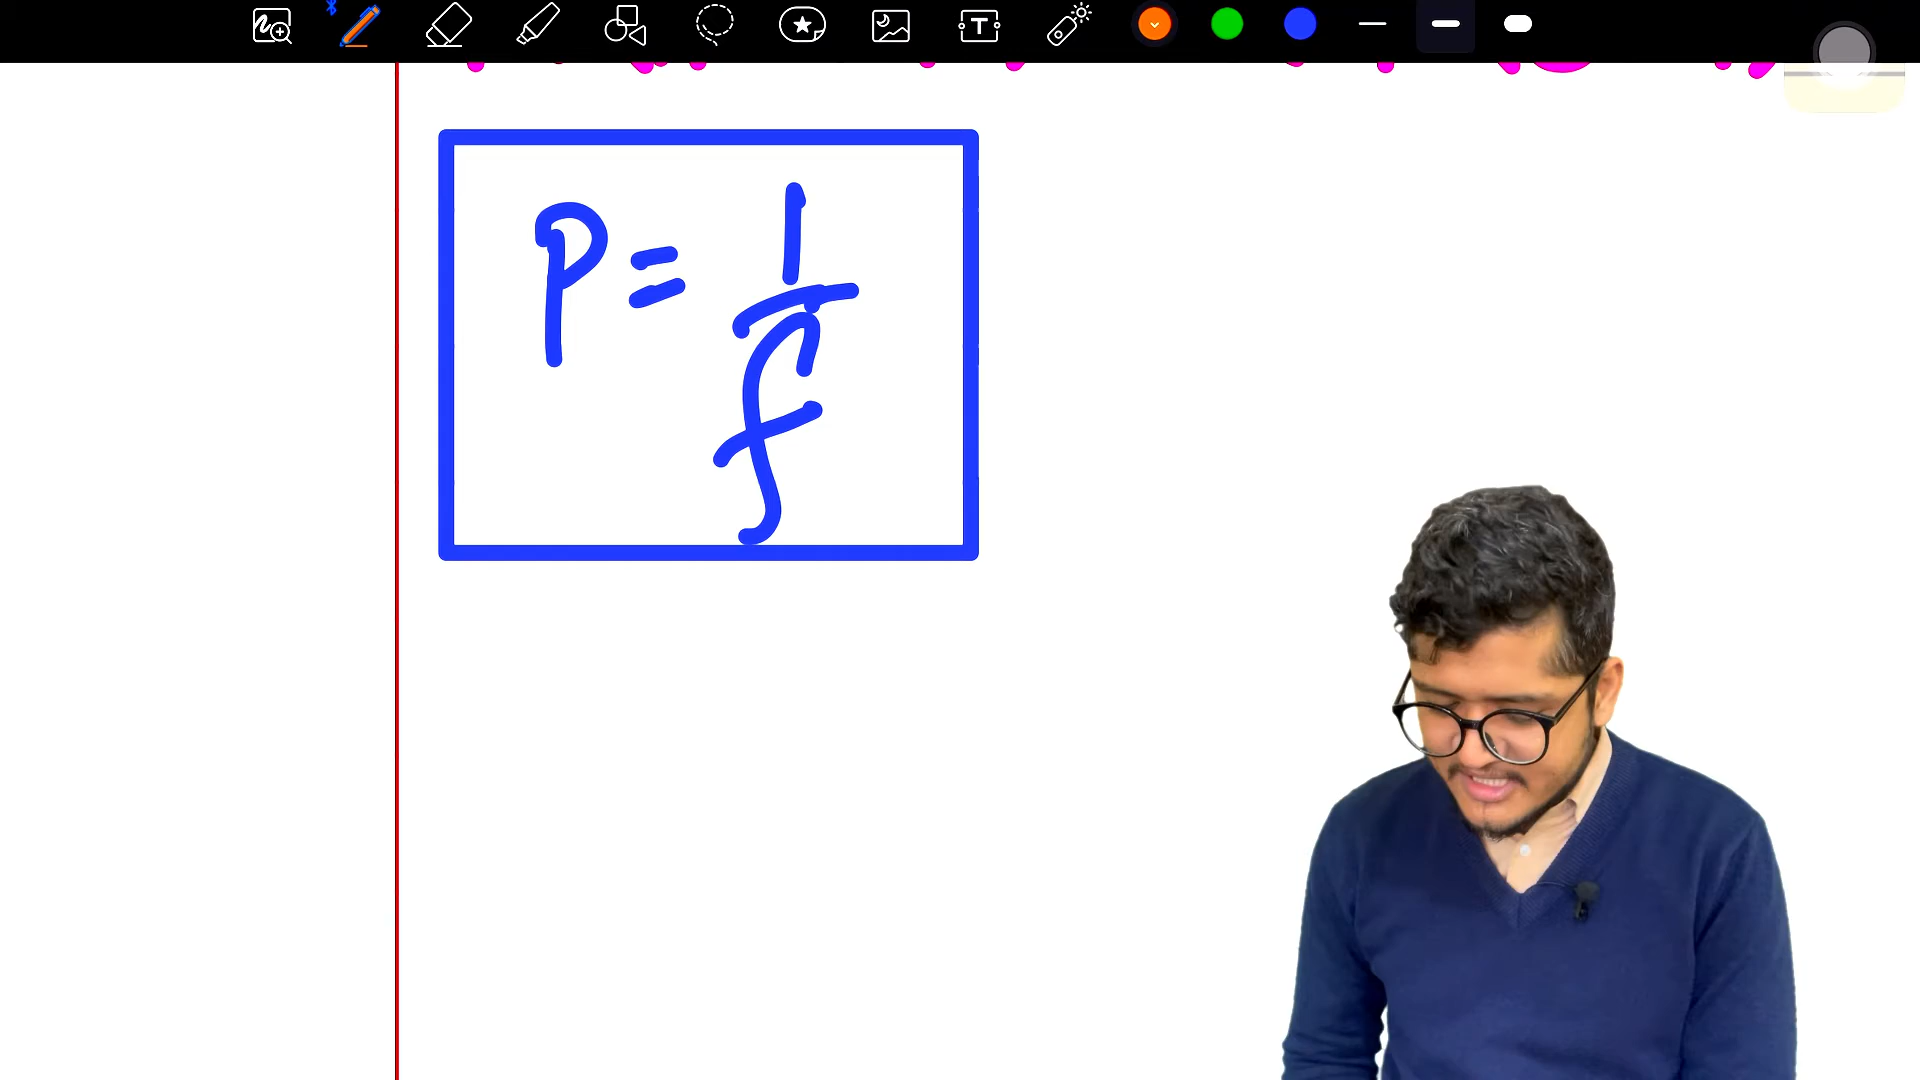 P = 1/f